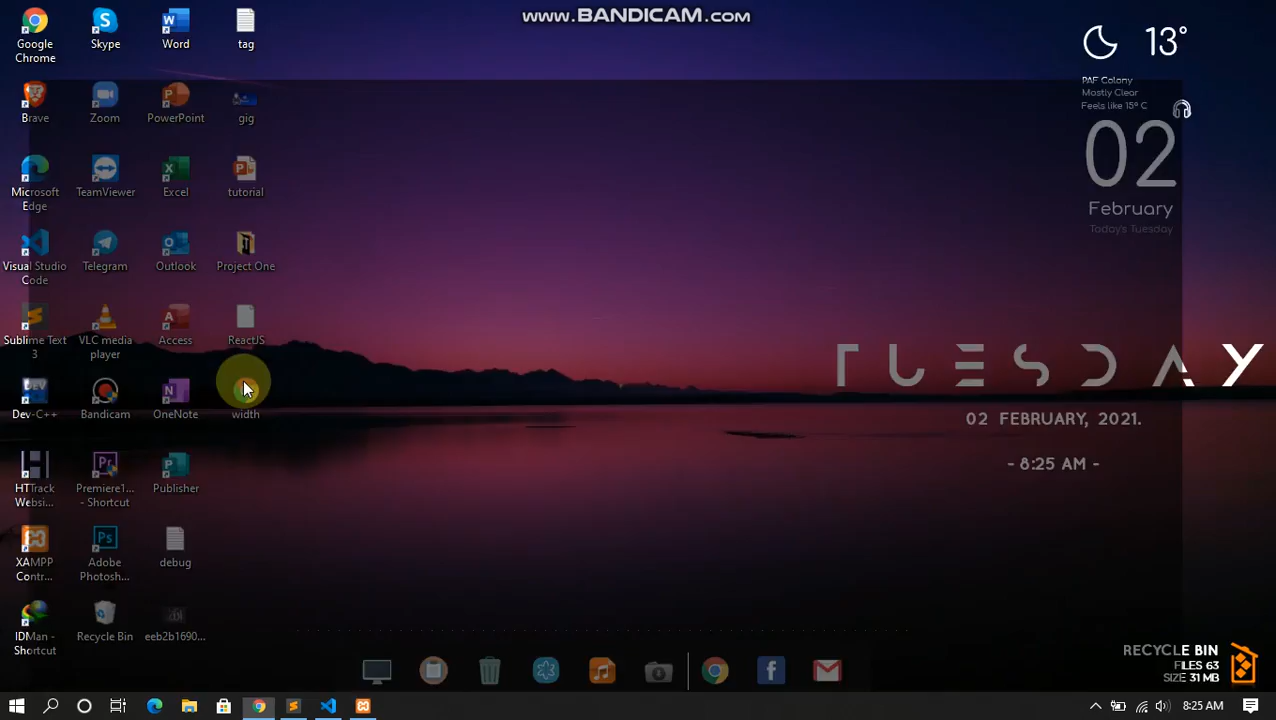 www.BANDICAM.com
Google Chrome
Skype
Word
tag
Brave
Zoom
PowerPoint
gig
Microsoft Edge
TeamViewer
Excel
tutorial
Visual Studio Code
Telegram
Outlook
Project One
Sublime Text 3
VLC media player
Access
ReactJS
Dev-C++
Bandicam
OneNote
width
HTTrack Websi...
Premiere1... - Shortcut
Publisher
XAMPP Contr...
Adobe Photosh...
debug
IDMan - Shortcut
Recycle Bin
eeb2b1690...
13°
PAF Colony
Mostly Clear
Feels like 15° C
02
February
Today's Tuesday
TUESDAY
02 FEBRUARY, 2021.
- 8:25 AM -
RECYCLE BIN
FILES 63
SIZE 31 MB
8:25 AM